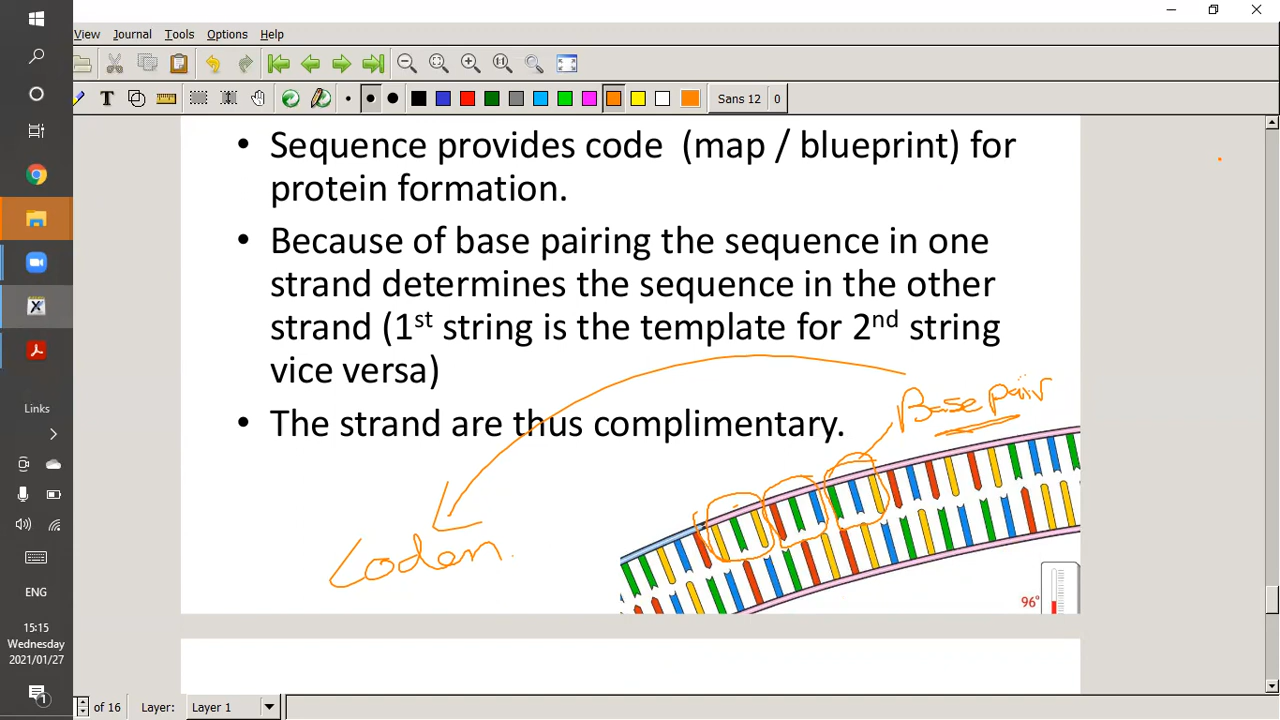 View Journal Tools Options Help
T Sans 12 0
• Sequence provides code (map / blueprint) for
protein formation.
• Because of base pairing the sequence in one
strand determines the sequence in the other
strand (1st string is the template for 2nd string
vice versa)
• The strand are thus complimentary.
Base pair
Coden
96°
Links
ENG
15:15
Wednesday
2021/01/27
1
of 16 Layer: Layer 1